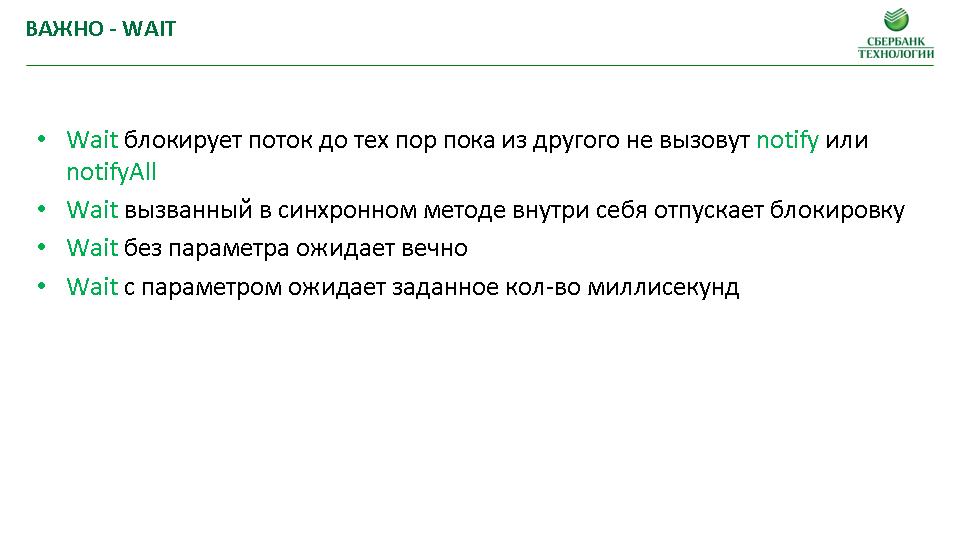 ВАЖНО - WAIT
СБЕРБАНК
ТЕХНОЛОГИИ
• Wait блокирует поток до тех пор пока из другого не вызовут notify или
notifyAll
• Wait вызванный в синхронном методе внутри себя отпускает блокировку
• Wait без параметра ожидает вечно
• Wait с параметром ожидает заданное кол-во миллисекунд